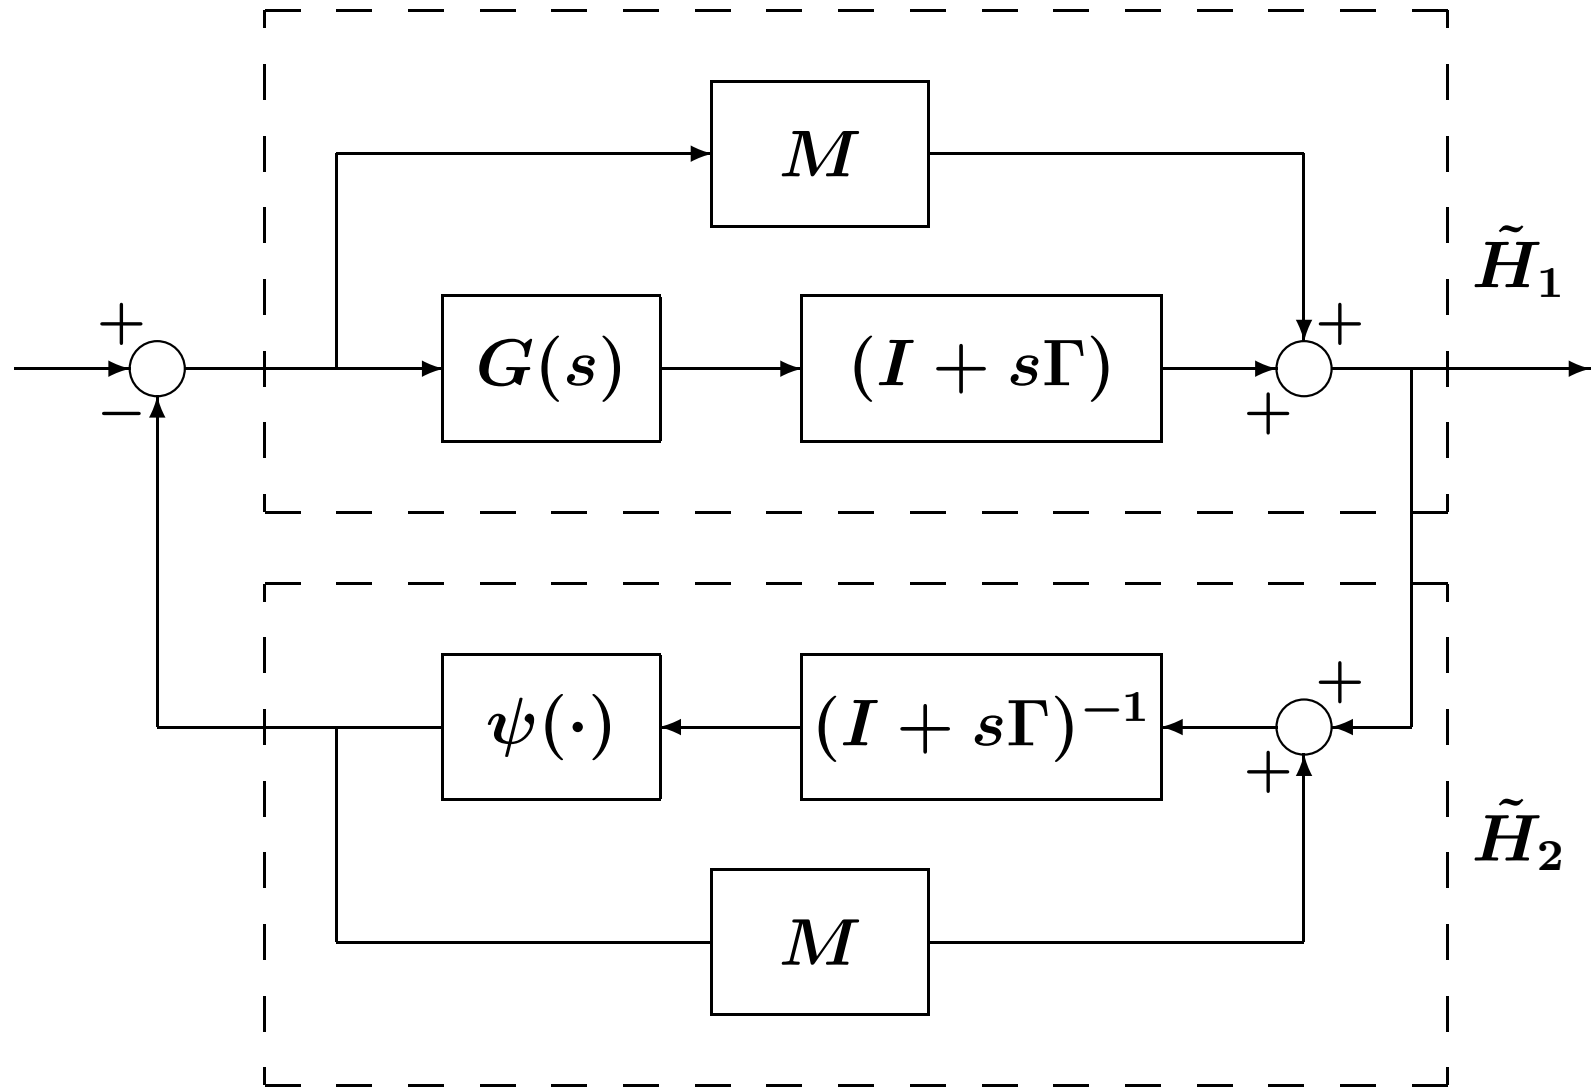 M
H̃₁
+
+
G(s)
(I + sΓ)
−
+
+
ψ(·)
(I + sΓ)⁻¹
+
H̃₂
M